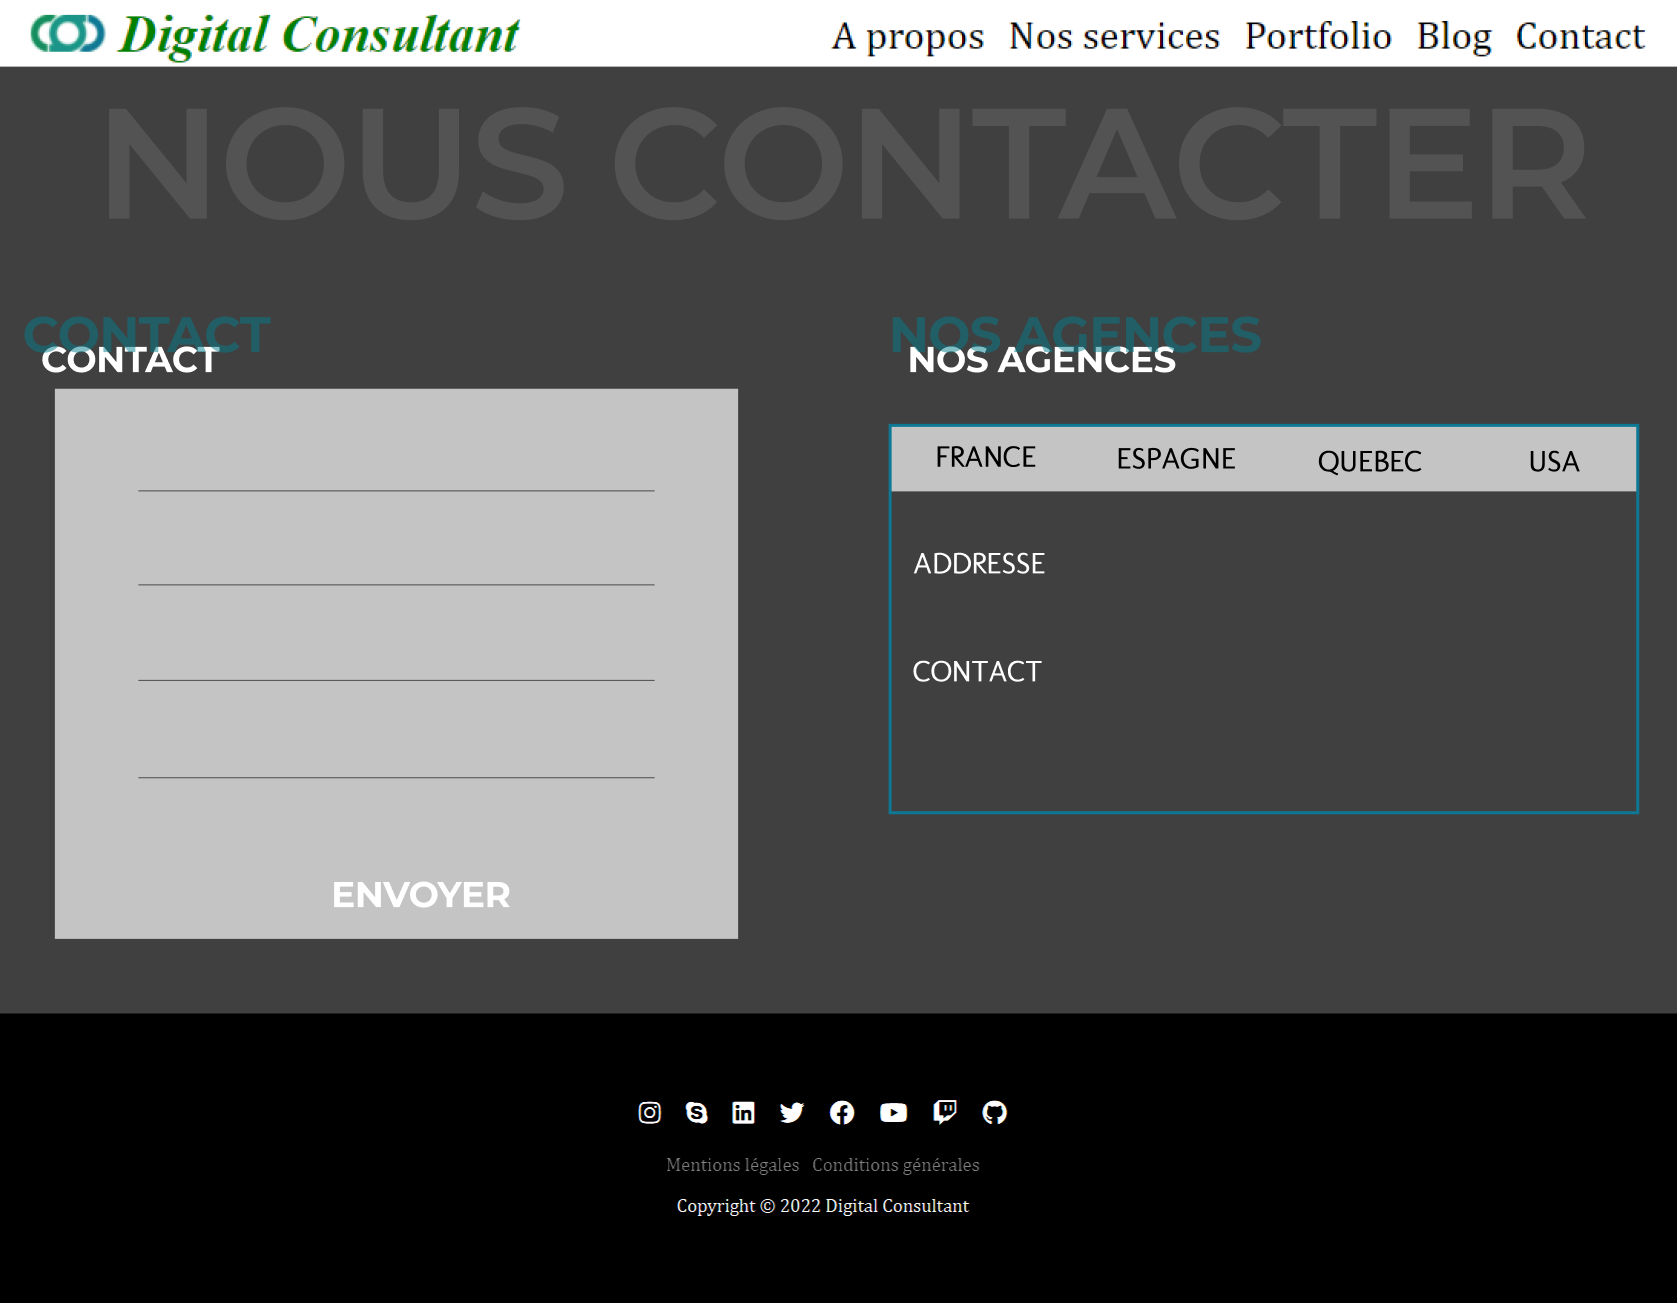 Digital Consultant
A propos Nos services Portfolio Blog Contact
NOUS CONTACTER
CONTACT
CONTACT
ENVOYER
NOS AGENCES
NOS AGENCES
FRANCE ESPAGNE QUEBEC USA
ADDRESSE
CONTACT
Mentions légales Conditions générales
Copyright © 2022 Digital Consultant